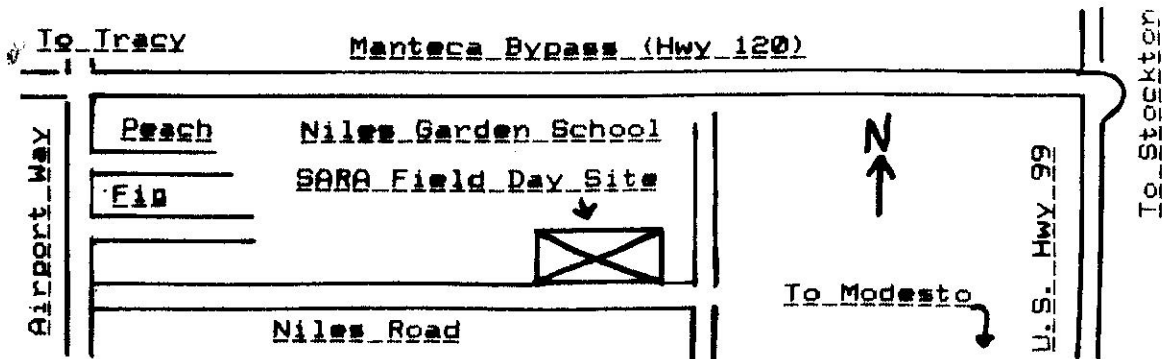 To Tracy
Manteca Bypass (Hwy 120)
To Stockton
Peach
Niles Garden School
N
SARA Field Day Site
Fig
Airport Way
U.S. Hwy 99
To Modesto
Niles Road